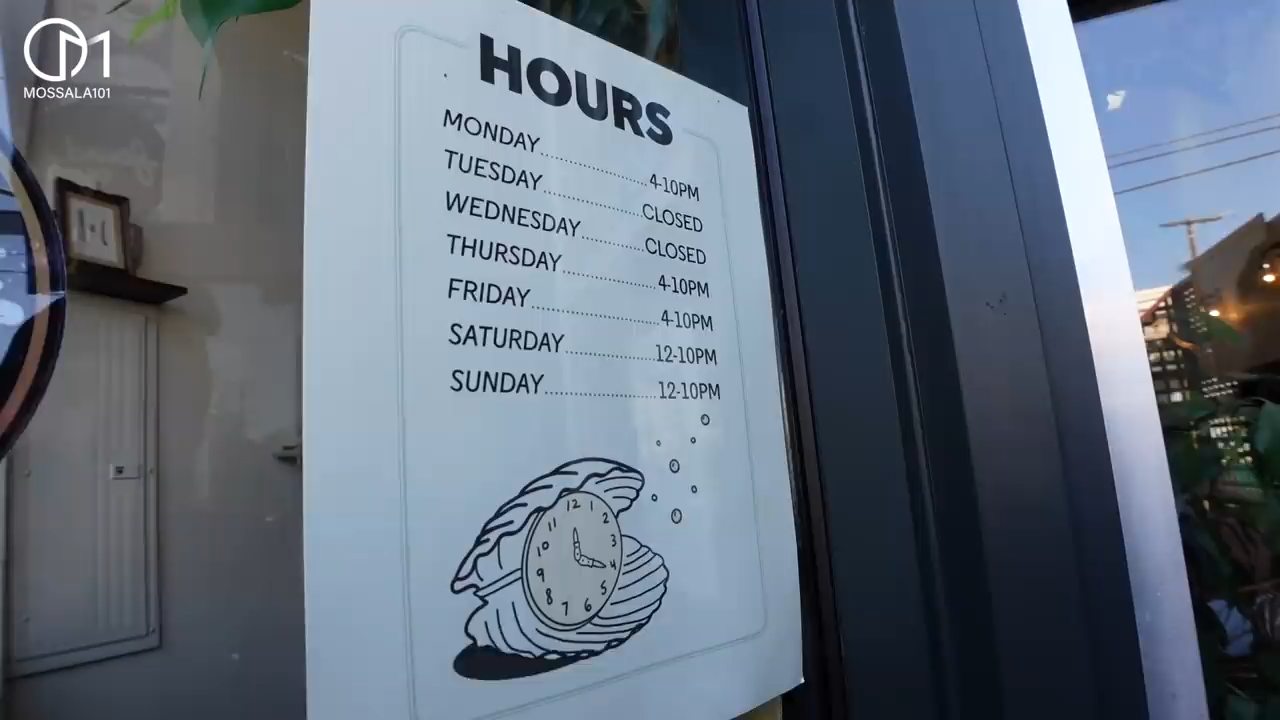 MOSSALA101
HOURS
MONDAY....................4-10PM
TUESDAY....................CLOSED
WEDNESDAY.............CLOSED
THURSDAY..................4-10PM
FRIDAY.........................4-10PM
SATURDAY..................12-10PM
SUNDAY......................12-10PM
12
1
2
3
4
5
6
7
8
9
10
11